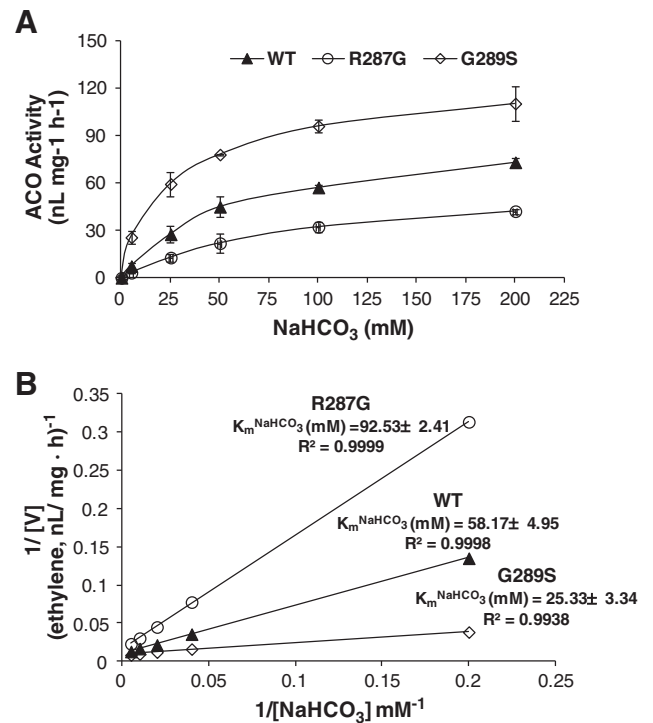 A
150
120
90
60
30
0
ACO Activity
(nL mg-1 h-1)
WT
R287G
G289S
0 25 50 75 100 125 150 175 200 225
NaHCO₃ (mM)
B
0.35
0.3
0.25
0.2
0.15
0.1
0.05
0
1/ [V]
(ethylene, nL/ mg · h)⁻¹
R287G
Kₘᴺᵃᴴᶜᴼ₃ (mM) =92.53± 2.41
R² = 0.9999
WT
Kₘᴺᵃᴴᶜᴼ₃ (mM) = 58.17± 4.95
R² = 0.9998
G289S
Kₘᴺᵃᴴᶜᴼ₃ (mM) = 25.33± 3.34
R² = 0.9938
0 0.05 0.1 0.15 0.2 0.25
1/[NaHCO₃] mM⁻¹